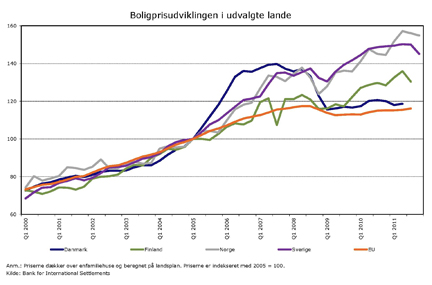 Boligprisudviklingen i udvalgte lande
160
140
120
100
80
60
Q1 2000
Q1 2001
Q1 2002
Q1 2003
Q1 2004
Q1 2005
Q1 2006
Q1 2007
Q1 2008
Q1 2009
Q1 2010
Q1 2011
Danmark Finland Norge Sverige EU
Anm.: Priserne dækker over enfamiliehuse og beregnet på landsplan. Priserne er indekseret med 2005 = 100.
Kilde: Bank for International Settlements